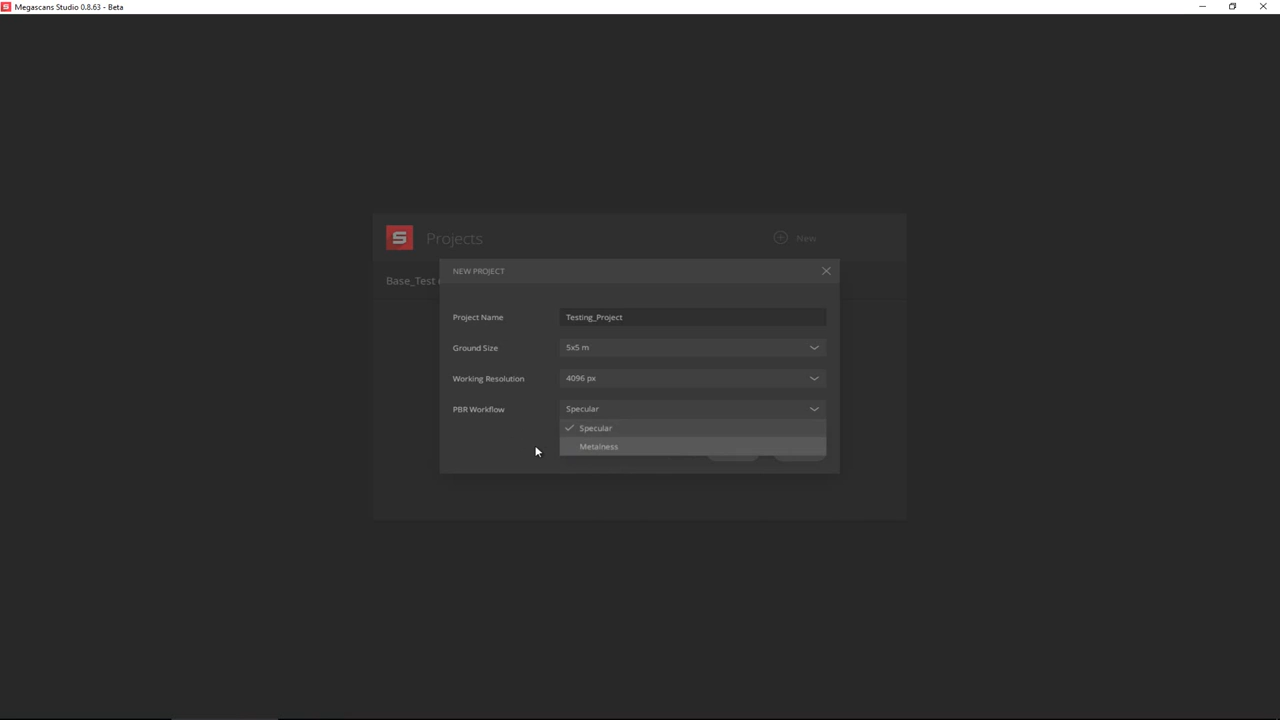 Megascans Studio 0.8.63 - Beta
Projects
New
Base_Test
NEW PROJECT
Project Name
Testing_Project
Ground Size
5x5 m
Working Resolution
4096 px
PBR Workflow
Specular
Specular
Metalness